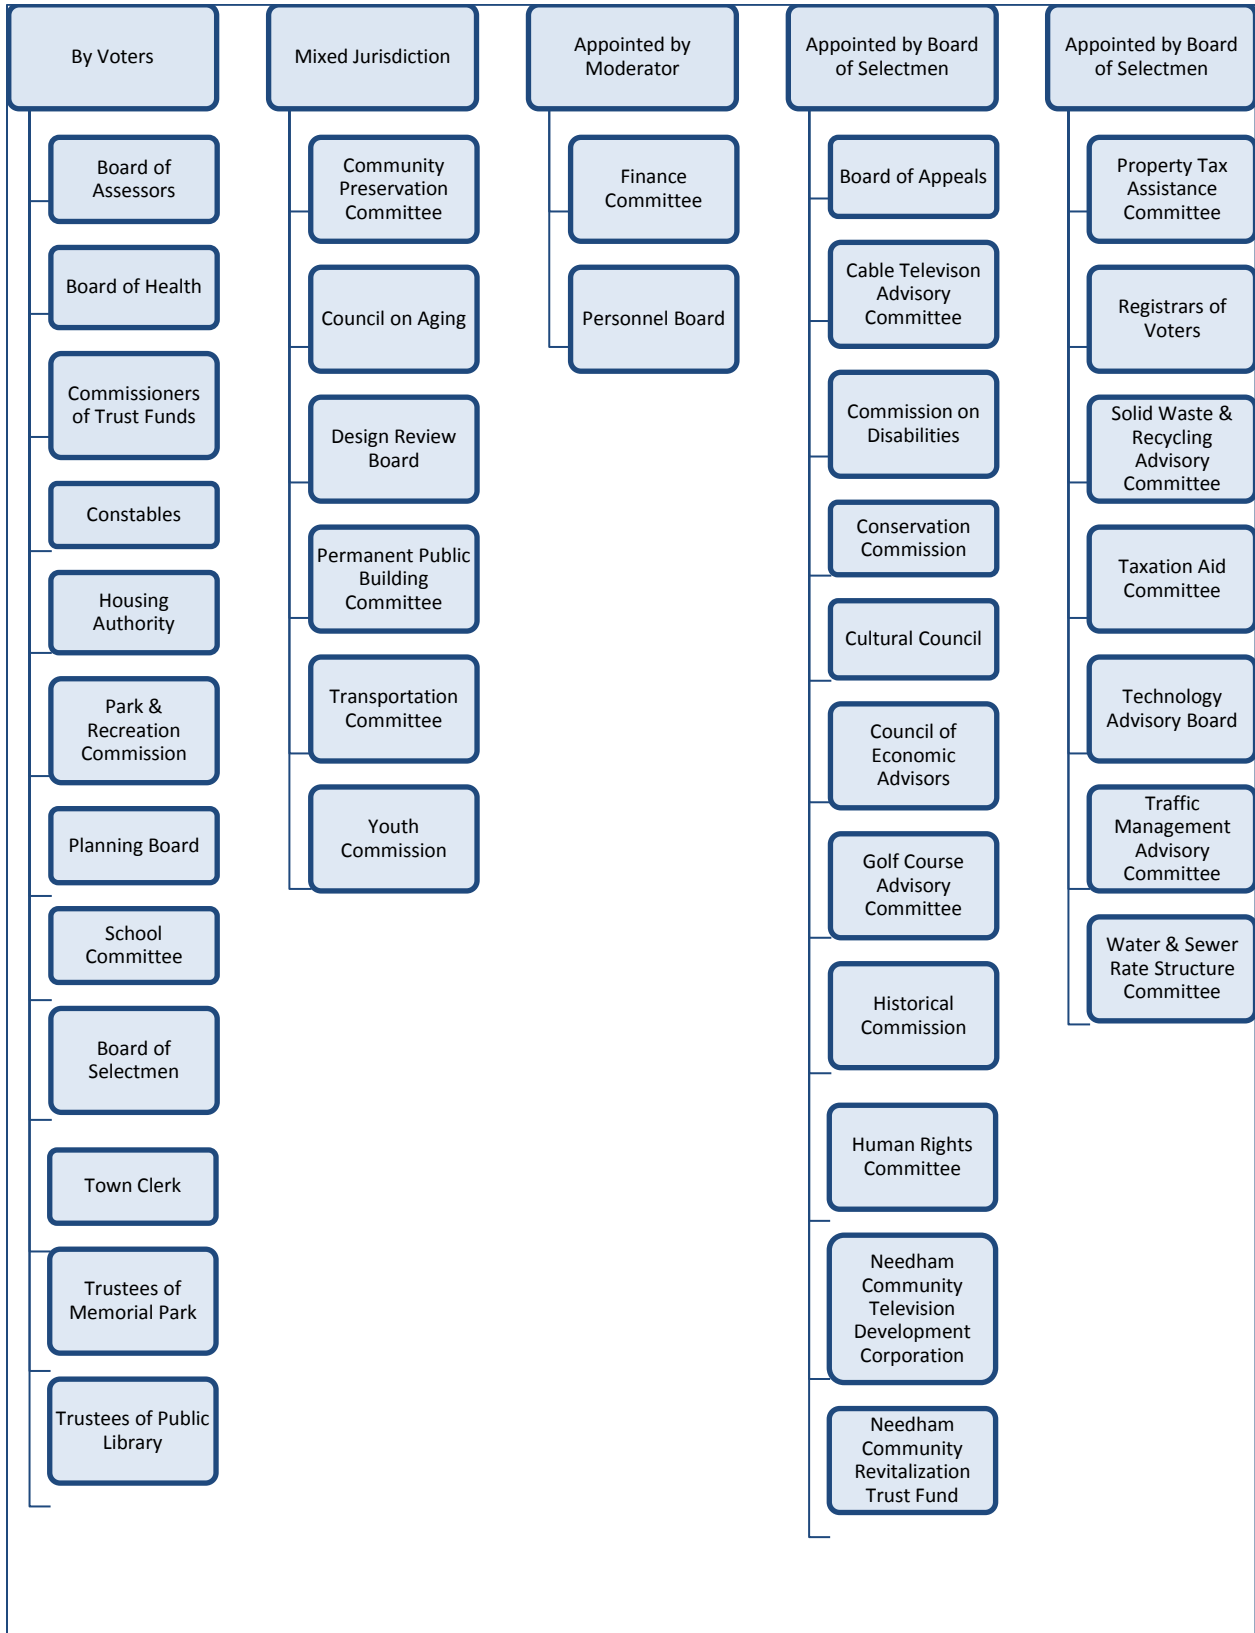 By Voters
Board of
Assessors
Board of Health
Commissioners
of Trust Funds
Constables
Housing
Authority
Park &
Recreation
Commission
Planning Board
School
Committee
Board of
Selectmen
Town Clerk
Trustees of
Memorial Park
Trustees of Public
Library
Mixed Jurisdiction
Community
Preservation
Committee
Council on Aging
Design Review
Board
Permanent Public
Building
Committee
Transportation
Committee
Youth
Commission
Appointed by
Moderator
Finance
Committee
Personnel Board
Appointed by Board
of Selectmen
Board of Appeals
Cable Televison
Advisory
Committee
Commission on
Disabilities
Conservation
Commission
Cultural Council
Council of
Economic
Advisors
Golf Course
Advisory
Committee
Historical
Commission
Human Rights
Committee
Needham
Community
Television
Development
Corporation
Needham
Community
Revitalization
Trust Fund
Appointed by Board
of Selectmen
Property Tax
Assistance
Committee
Registrars of
Voters
Solid Waste &
Recycling
Advisory
Committee
Taxation Aid
Committee
Technology
Advisory Board
Traffic
Management
Advisory
Committee
Water & Sewer
Rate Structure
Committee